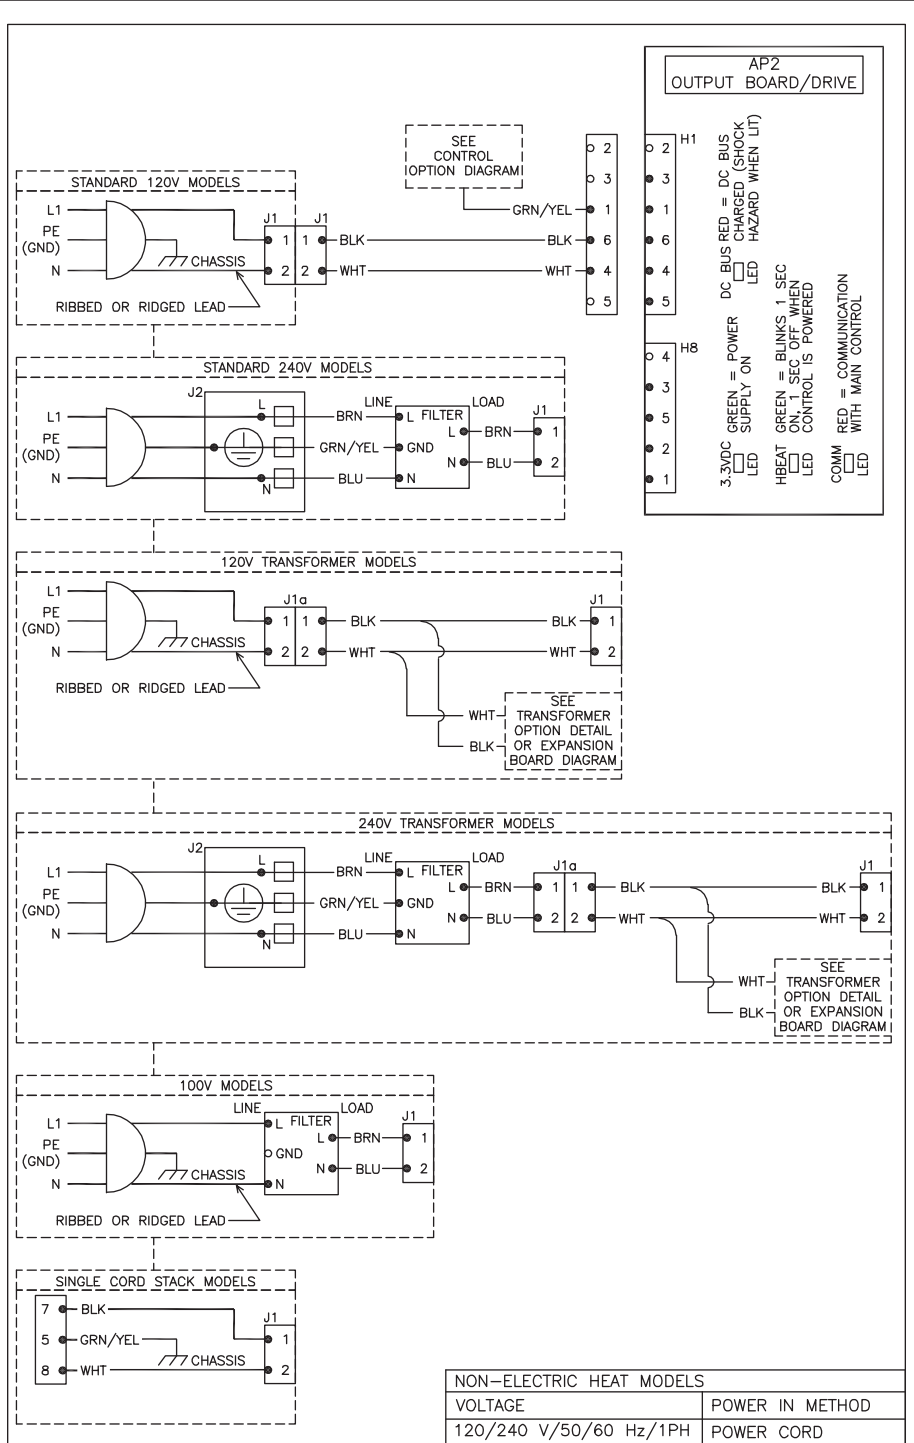 AP2
OUTPUT BOARD/DRIVE
H1
2
3
1
6
4
5
H8
4
3
5
2
1
DC BUS RED = DC BUS
CHARGED (SHOCK
HAZARD WHEN LIT)
LED
3.3VDC GREEN = POWER
SUPPLY ON
LED
HBEAT GREEN = BLINKS 1 SEC
ON, 1 SEC OFF WHEN
CONTROL IS POWERED
LED
COMM RED = COMMUNICATION
WITH MAIN CONTROL
LED
SEE
CONTROL
OPTION DIAGRAM
2
3
GRN/YEL 1
BLK 6
WHT 4
5
STANDARD 120V MODELS
L1
PE
(GND)
N
CHASSIS
RIBBED OR RIDGED LEAD
J1 J1
1 1 BLK
2 2 WHT
STANDARD 240V MODELS
J2
L1
PE
(GND)
N
L
N
BRN
GRN/YEL
BLU
LINE FILTER LOAD
L
GND
N
L BRN
N BLU
J1
1
2
120V TRANSFORMER MODELS
L1
PE
(GND)
N
CHASSIS
RIBBED OR RIDGED LEAD
J1a
1 1 BLK BLK
2 2 WHT WHT
J1
1
2
WHT
BLK
SEE
TRANSFORMER
OPTION DETAIL
OR EXPANSION
BOARD DIAGRAM
240V TRANSFORMER MODELS
J2
L1
PE
(GND)
N
L
N
BRN
GRN/YEL
BLU
LINE FILTER LOAD
L
GND
N
L BRN
N BLU
J1a
1 1 BLK BLK
2 2 WHT WHT
J1
1
2
WHT
BLK
SEE
TRANSFORMER
OPTION DETAIL
OR EXPANSION
BOARD DIAGRAM
100V MODELS
L1
PE
(GND)
N
CHASSIS
RIBBED OR RIDGED LEAD
LINE FILTER LOAD
L
GND
N
L BRN
N BLU
J1
1
2
SINGLE CORD STACK MODELS
7 BLK
5 GRN/YEL
8 WHT
CHASSIS
J1
1
2
NON-ELECTRIC HEAT MODELS
VOLTAGE POWER IN METHOD
120/240 V/50/60 Hz/1PH POWER CORD